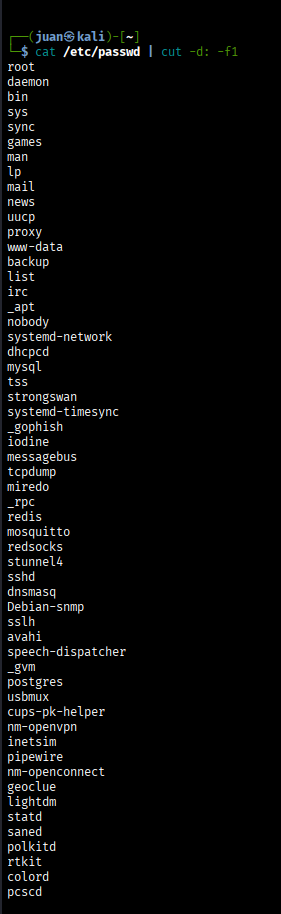 ┌──(juan㉿kali)-[~]
└─$ cat /etc/passwd | cut -d: -f1
root
daemon
bin
sys
sync
games
man
lp
mail
news
uucp
proxy
www-data
backup
list
irc
_apt
nobody
systemd-network
dhcpcd
mysql
tss
strongswan
systemd-timesync
_gophish
iodine
messagebus
tcpdump
miredo
_rpc
redis
mosquitto
redsocks
stunnel4
sshd
dnsmasq
Debian-snmp
sslh
avahi
speech-dispatcher
_gvm
postgres
usbmux
cups-pk-helper
nm-openvpn
inetsim
pipewire
nm-openconnect
geoclue
lightdm
statd
saned
polkitd
rtkit
colord
pcscd